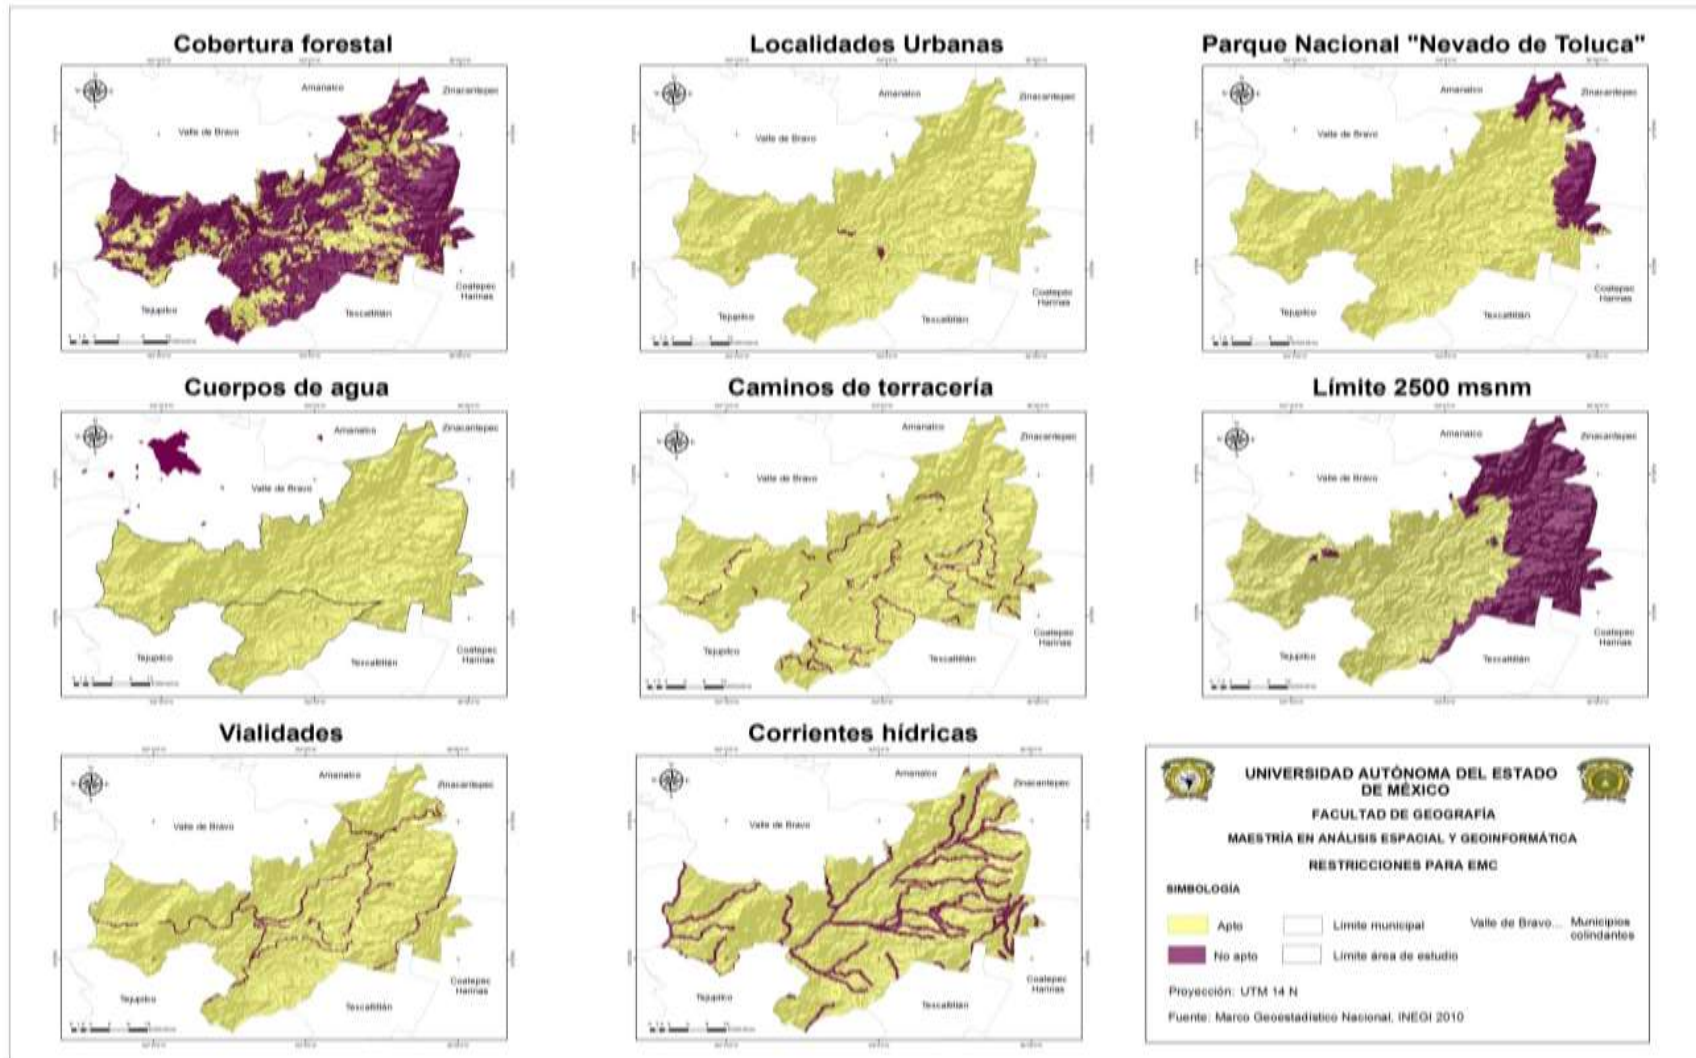 Cobertura forestal
Amanalco
Zinacantepec
Valle de Bravo
Coatepec
Harinas
Tejupilco
Texcaltitlán
Localidades Urbanas
Amanalco
Zinacantepec
Valle de Bravo
Coatepec
Harinas
Tejupilco
Texcaltitlán
Parque Nacional "Nevado de Toluca"
Amanalco
Zinacantepec
Valle de Bravo
Coatepec
Harinas
Tejupilco
Texcaltitlán
Cuerpos de agua
Amanalco
Zinacantepec
Valle de Bravo
Coatepec
Harinas
Tejupilco
Texcaltitlán
Caminos de terracería
Amanalco
Zinacantepec
Valle de Bravo
Coatepec
Harinas
Tejupilco
Texcaltitlán
Límite 2500 msnm
Amanalco
Zinacantepec
Valle de Bravo
Coatepec
Harinas
Tejupilco
Texcaltitlán
Vialidades
Amanalco
Zinacantepec
Valle de Bravo
Coatepec
Harinas
Tejupilco
Texcaltitlán
Corrientes hídricas
Amanalco
Zinacantepec
Valle de Bravo
Coatepec
Harinas
Tejupilco
Texcaltitlán
UNIVERSIDAD AUTÓNOMA DEL ESTADO
DE MÉXICO
FACULTAD DE GEOGRAFÍA
MAESTRÍA EN ANÁLISIS ESPACIAL Y GEOINFORMÁTICA
RESTRICCIONES PARA EMC
SIMBOLOGÍA
Apto
Límite municipal
Valle de Bravo... Municipios
colindantes
No apto
Límite área de estudio
Proyección: UTM 14 N
Fuente: Marco Geoestadístico Nacional, INEGI 2010